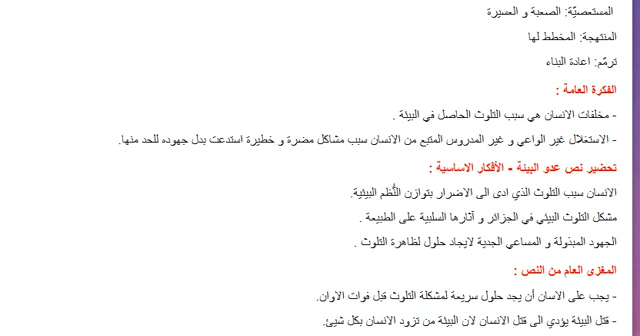 المستعصيّة: الصعبة و العسيرة
المنتهجة: المخطط لها
ترمّم: اعادة البناء
الفكرة العامة :
- مخلفات الانسان هي سبب التلوث الحاصل في البيئة .
- الاستغلال غير الواعي و غير المدروس المتبع من الانسان سبب مشاكل مضرة و خطيرة استدعت بدل جهوده للحد منها.
تحضير نص عدو البيئة - الأفكار الاساسية :
الانسان سبب التلوث الذي ادى الى الاضرار بتوازن النُّظم البيئية.
مشكل التلوث البيئي في الجزائر و آثارها السلبية على الطبيعة .
الجهود المبذولة و المساعي الجدية لايجاد حلول لظاهرة التلوث .
المغزى العام من النص :
- يجب على الاسان أن يجد حلول سريعة لمشكلة التلوث قبل فوات الاوان.
- قتل البيئة يؤدي الى قتل الانسان لان البيئة من تزود الانسان بكل شيئ.